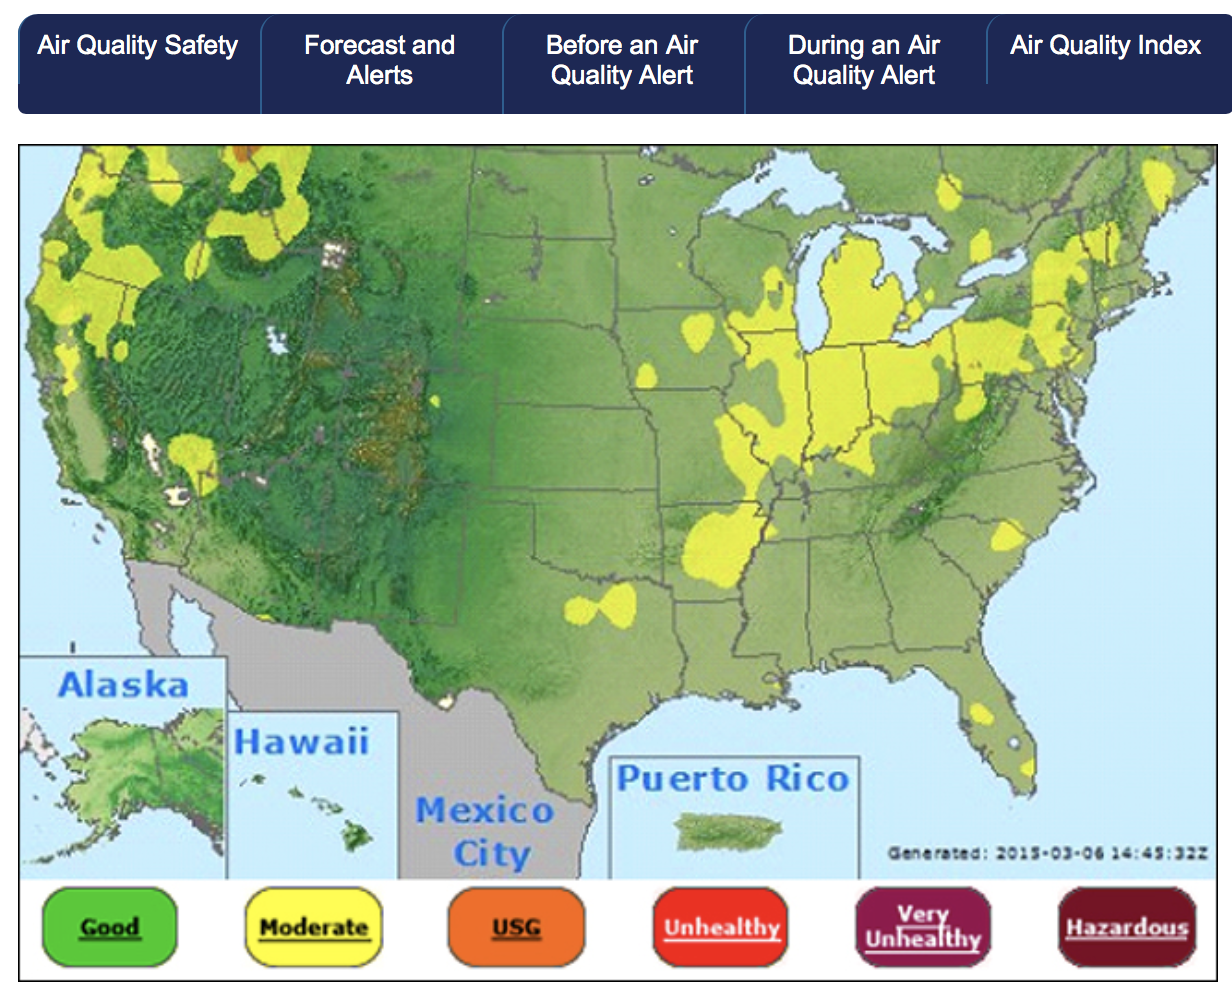 Air Quality Safety
Forecast and
Alerts
Before an Air
Quality Alert
During an Air
Quality Alert
Air Quality Index
Alaska
Hawaii
Mexico
City
Puerto Rico
Generated: 2015-03-06 14:45:32Z
Good
Moderate
USG
Unhealthy
Very
Unhealthy
Hazardous